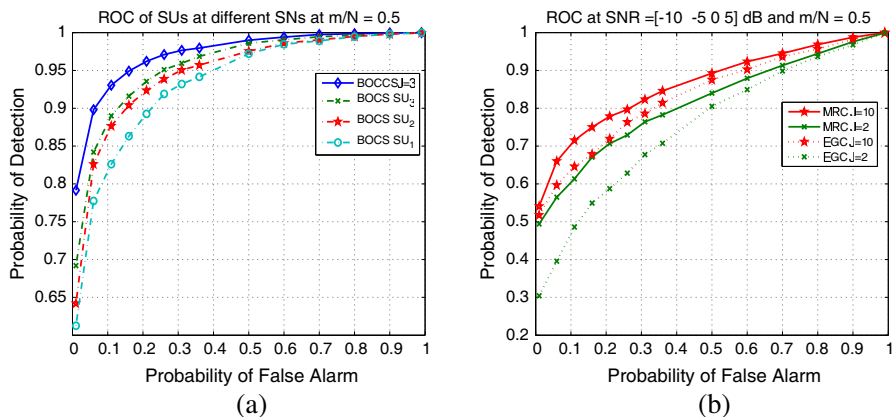 ROC of SUs at different SNs at m/N = 0.5
1
0.95
0.9
0.85
0.8
0.75
0.7
0.65
Probability of Detection
BOCCSJ=3
BOCS SU3
BOCS SU2
BOCS SU1
0 0.1 0.2 0.3 0.4 0.5 0.6 0.7 0.8 0.9 1
Probability of False Alarm
(a)
ROC at SNR =[-10 -5 0 5] dB and m/N = 0.5
1
0.9
0.8
0.7
0.6
0.5
0.4
0.3
0.2
Probability of Detection
MRC J=10
MRC J=2
EGC J=10
EGC J=2
0 0.1 0.2 0.3 0.4 0.5 0.6 0.7 0.8 0.9 1
Probability of False Alarm
(b)